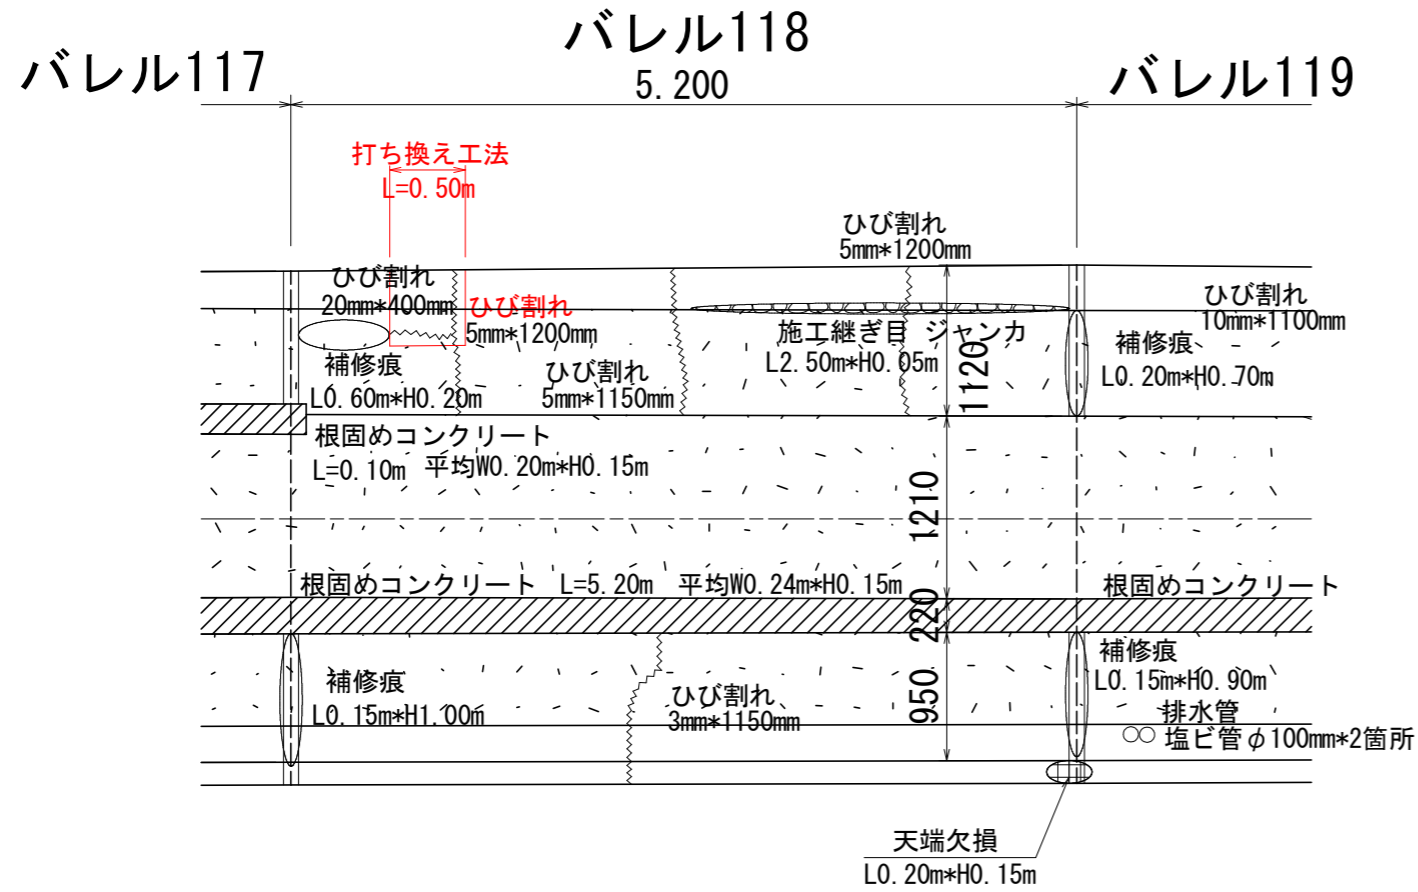 バレル117
バレル118
バレル119
5.200
打ち換え工法
L=0.50m
ひび割れ
5mm*1200mm
ひび割れ
20mm*400mm
ひび割れ
5mm*1200mm
ひび割れ
10mm*1100mm
施工継ぎ目 ジャンカ
L2.50m*H0.05m
補修痕
L0.60m*H0.20m
ひび割れ
5mm*1150mm
補修痕
L0.20m*H0.70m
1120
根固めコンクリート
L=0.10m 平均W0.20m*H0.15m
1210
根固めコンクリート L=5.20m 平均W0.24m*H0.15m
根固めコンクリート
220
補修痕
L0.15m*H1.00m
ひび割れ
3mm*1150mm
950
補修痕
L0.15m*H0.90m
排水管
塩ビ管φ100mm*2箇所
天端欠損
L0.20m*H0.15m